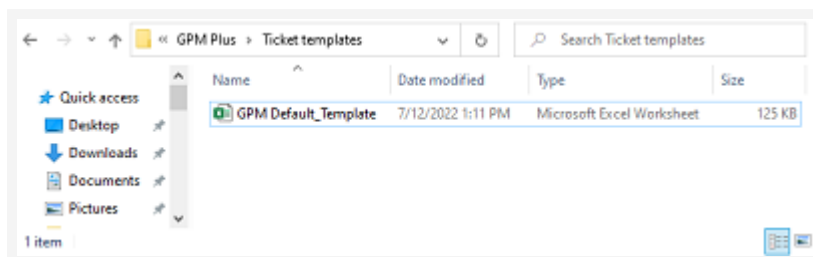 « GPM Plus › Ticket templates
Search Ticket templates
Name Date modified Type Size
Quick access
GPM Default_Template 7/12/2022 1:11 PM Microsoft Excel Worksheet 125 KB
Desktop
Downloads
Documents
Pictures
1 item